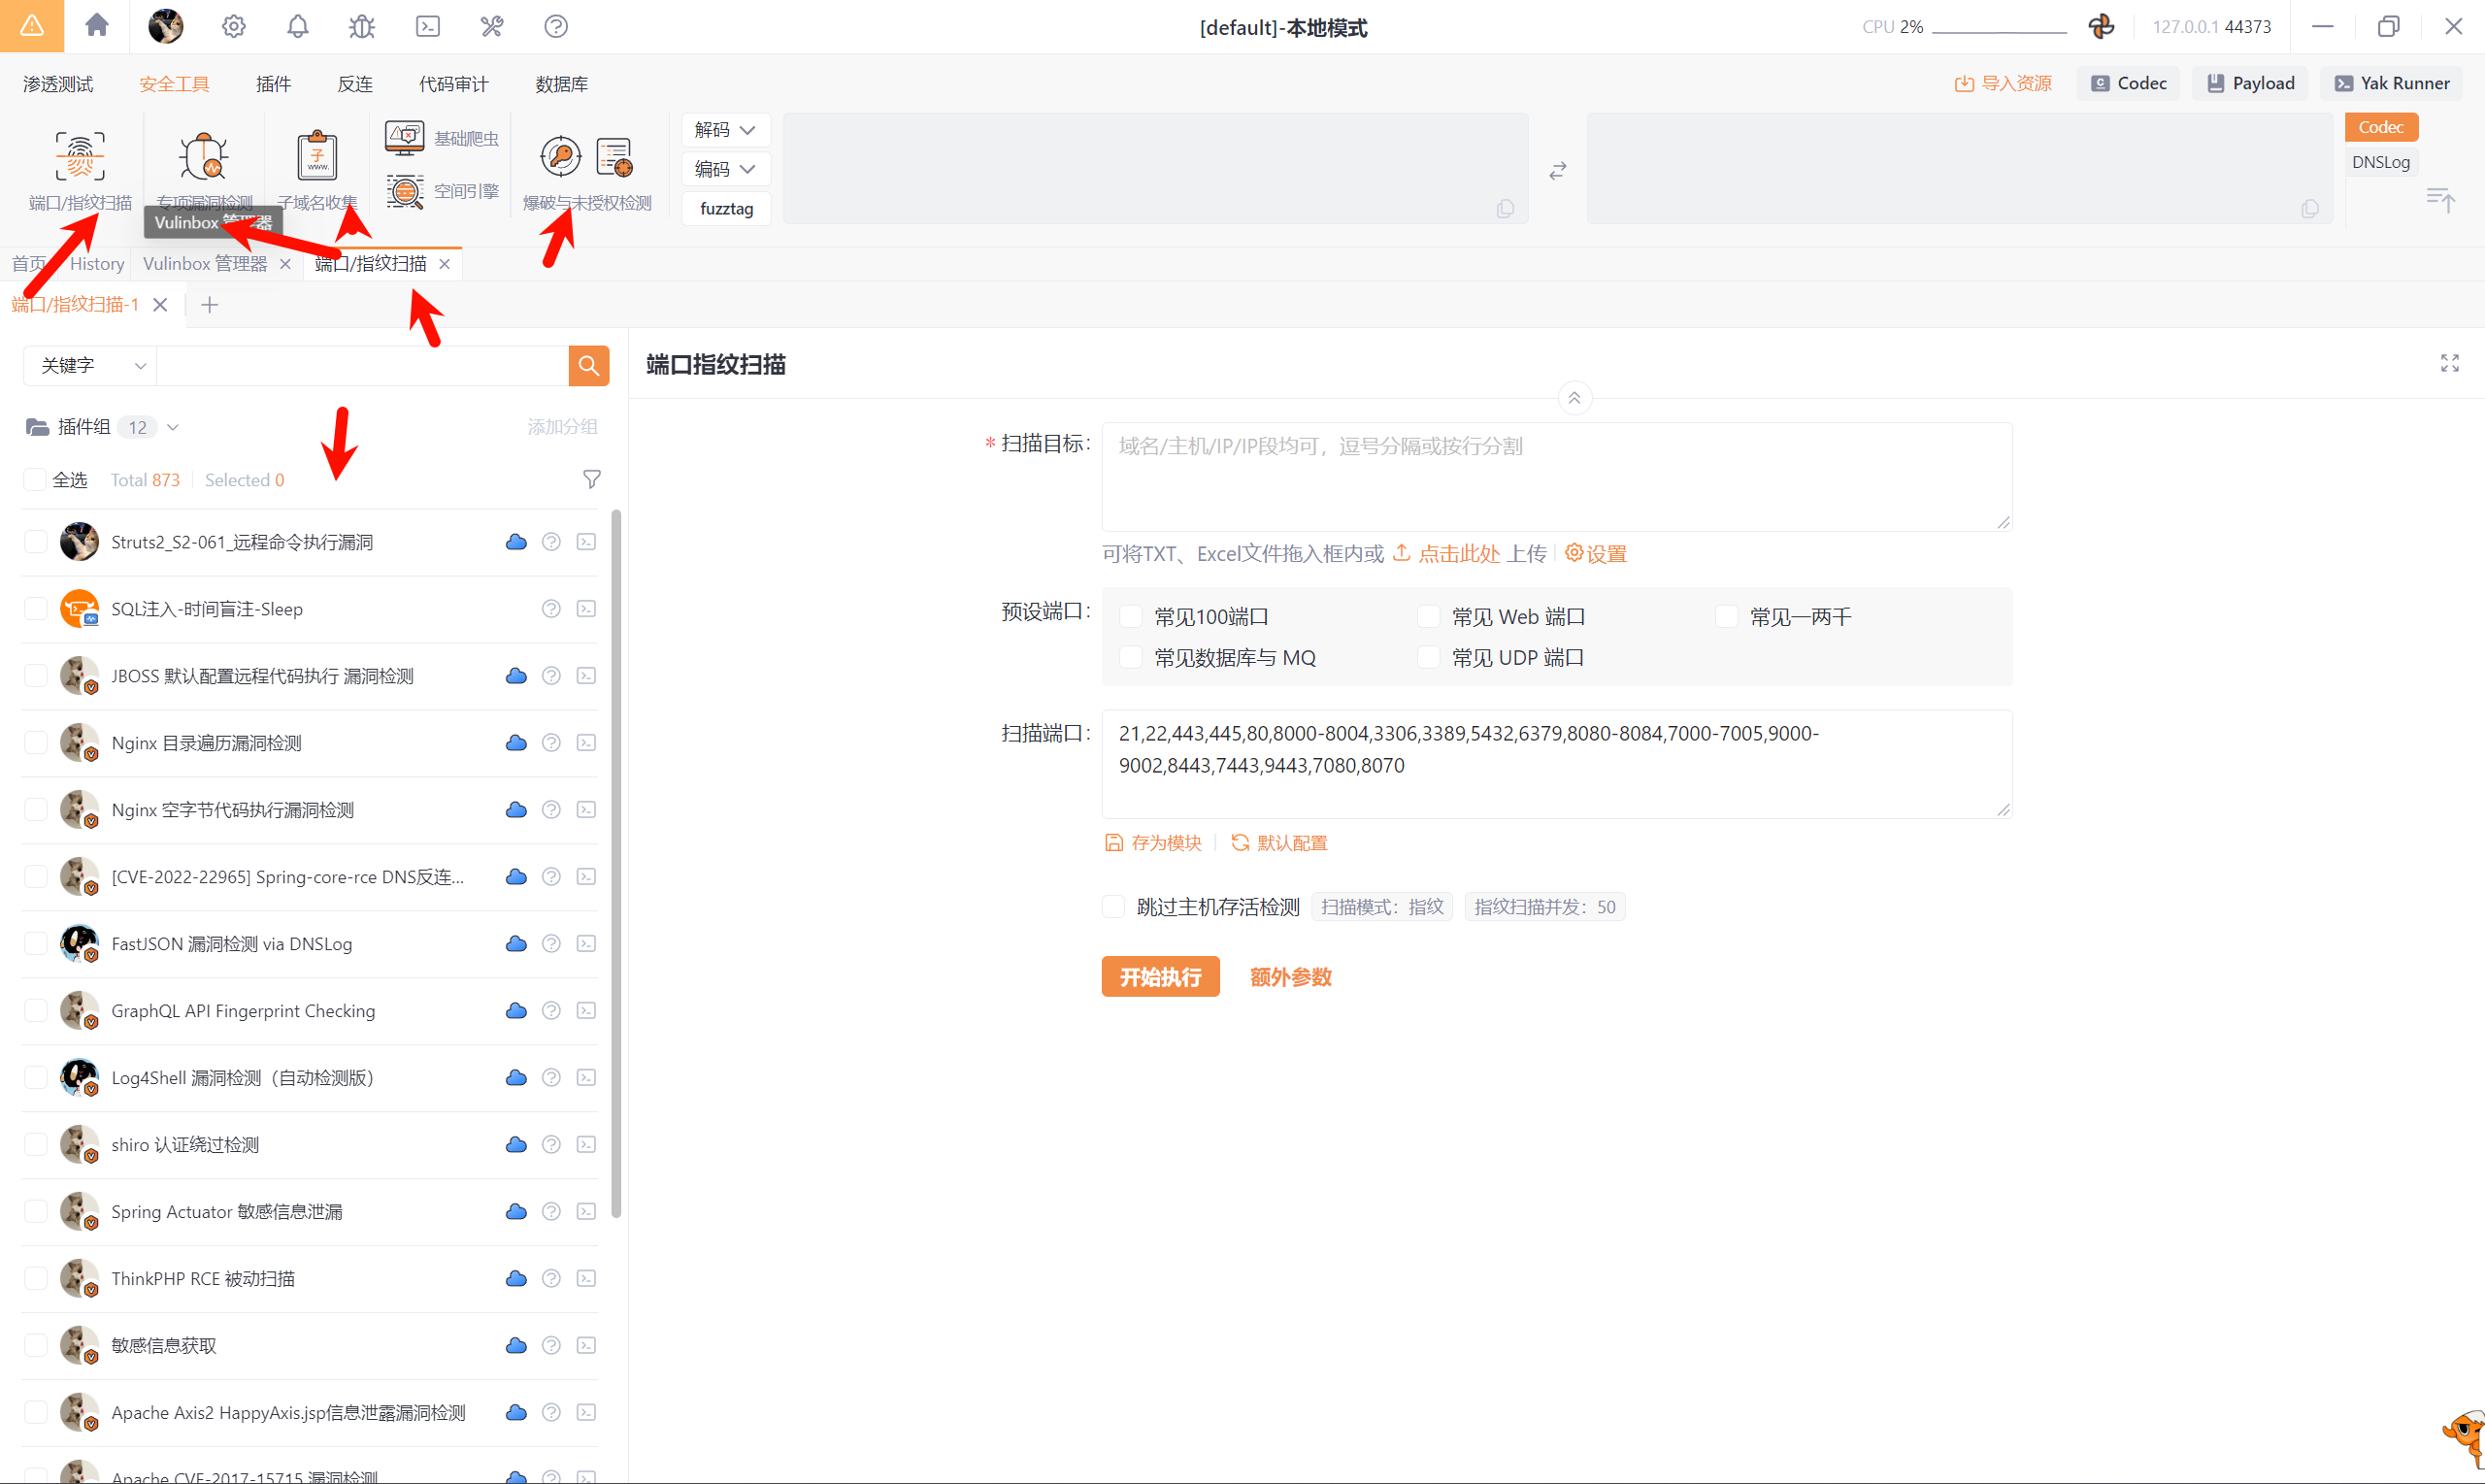 [default]-本地模式
CPU 2%
127.0.0.1 44373
渗透测试 安全工具 插件 反连 代码审计 数据库
导入资源 Codec Payload Yak Runner
端口/指纹扫描 专项漏洞检测 子域名收集 基础爬虫 空间引擎 爆破与未授权检测
子
www.
解码
编码
fuzztag
Codec
DNSLog
Vulinbox 管理器
首页 History Vulinbox 管理器 端口/指纹扫描
端口/指纹扫描-1
关键字
插件组 12
添加分组
全选 Total 873 Selected 0
Struts2_S2-061_远程命令执行漏洞
SQL注入-时间盲注-Sleep
JBOSS 默认配置远程代码执行 漏洞检测
Nginx 目录遍历漏洞检测
Nginx 空字节代码执行漏洞检测
[CVE-2022-22965] Spring-core-rce DNS反连...
FastJSON 漏洞检测 via DNSLog
GraphQL API Fingerprint Checking
Log4Shell 漏洞检测（自动检测版）
shiro 认证绕过检测
Spring Actuator 敏感信息泄漏
ThinkPHP RCE 被动扫描
敏感信息获取
Apache Axis2 HappyAxis.jsp信息泄露漏洞检测
Apache CVE-2017-15715 漏洞检测
端口指纹扫描
* 扫描目标:
域名/主机/IP/IP段均可，逗号分隔或按行分割
可将TXT、Excel文件拖入框内或 点击此处 上传 设置
预设端口:
常见100端口 常见 Web 端口 常见一两千
常见数据库与 MQ 常见 UDP 端口
扫描端口:
21,22,443,445,80,8000-8004,3306,3389,5432,6379,8080-8084,7000-7005,9000-
9002,8443,7443,9443,7080,8070
存为模块 默认配置
跳过主机存活检测 扫描模式：指纹 指纹扫描并发：50
开始执行 额外参数